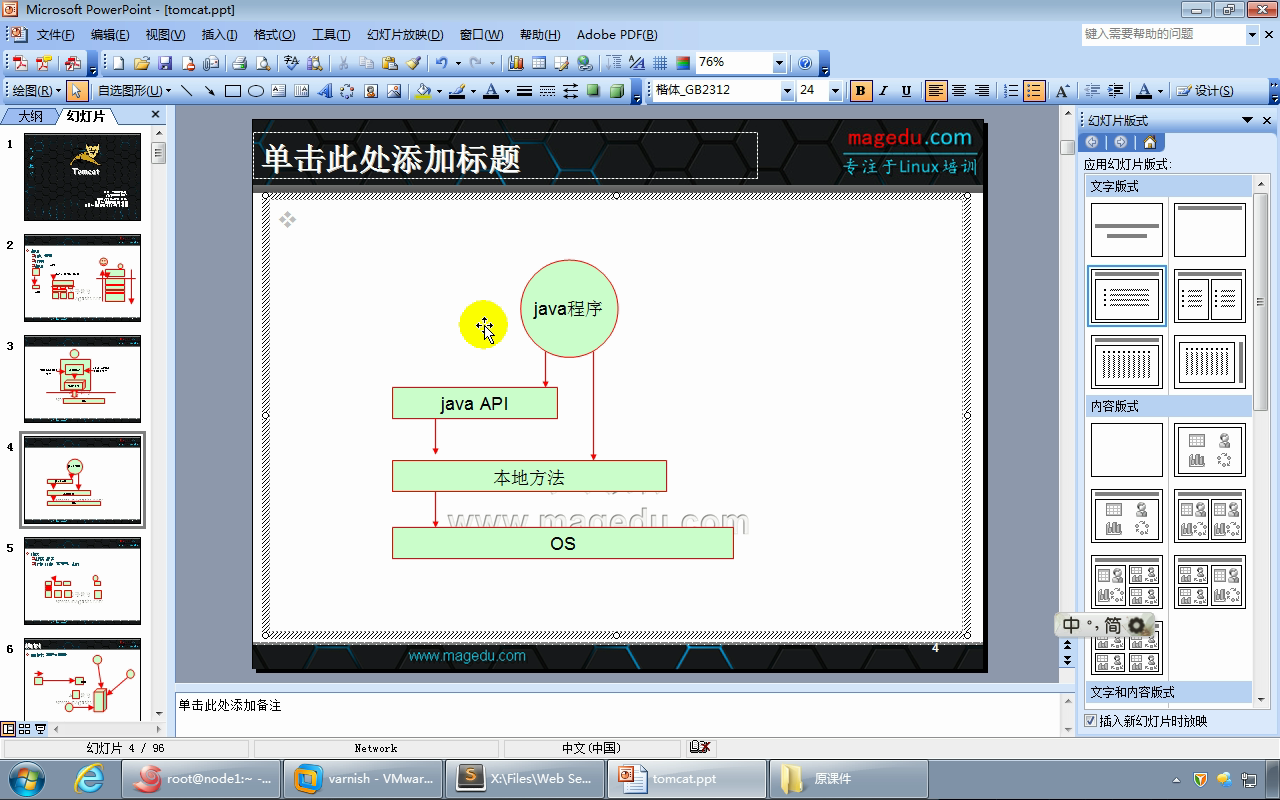 Microsoft PowerPoint - [tomcat.ppt]
文件(F) 编辑(E) 视图(V) 插入(I) 格式(O) 工具(T) 幻灯片放映(D) 窗口(W) 帮助(H) Adobe PDF(B) 键入需要帮助的问题
76%
绘图(R) 自选图形(U) 楷体_GB2312 24 B I U 设计(S)
大纲 幻灯片
1
Tomcat
2
3
4
5
6
单击此处添加标题
magedu.com
专注于Linux培训
java程序
java API
本地方法
www.magedu.com
OS
www.magedu.com
4
单击此处添加备注
幻灯片版式
应用幻灯片版式:
文字版式
内容版式
中 °, 简
文字和内容版式
插入新幻灯片时放映
幻灯片 4 / 96 Network 中文(中国)
root@node1:~ -... varnish - VMwar... X:\Files\Web Se... tomcat.ppt 原课件